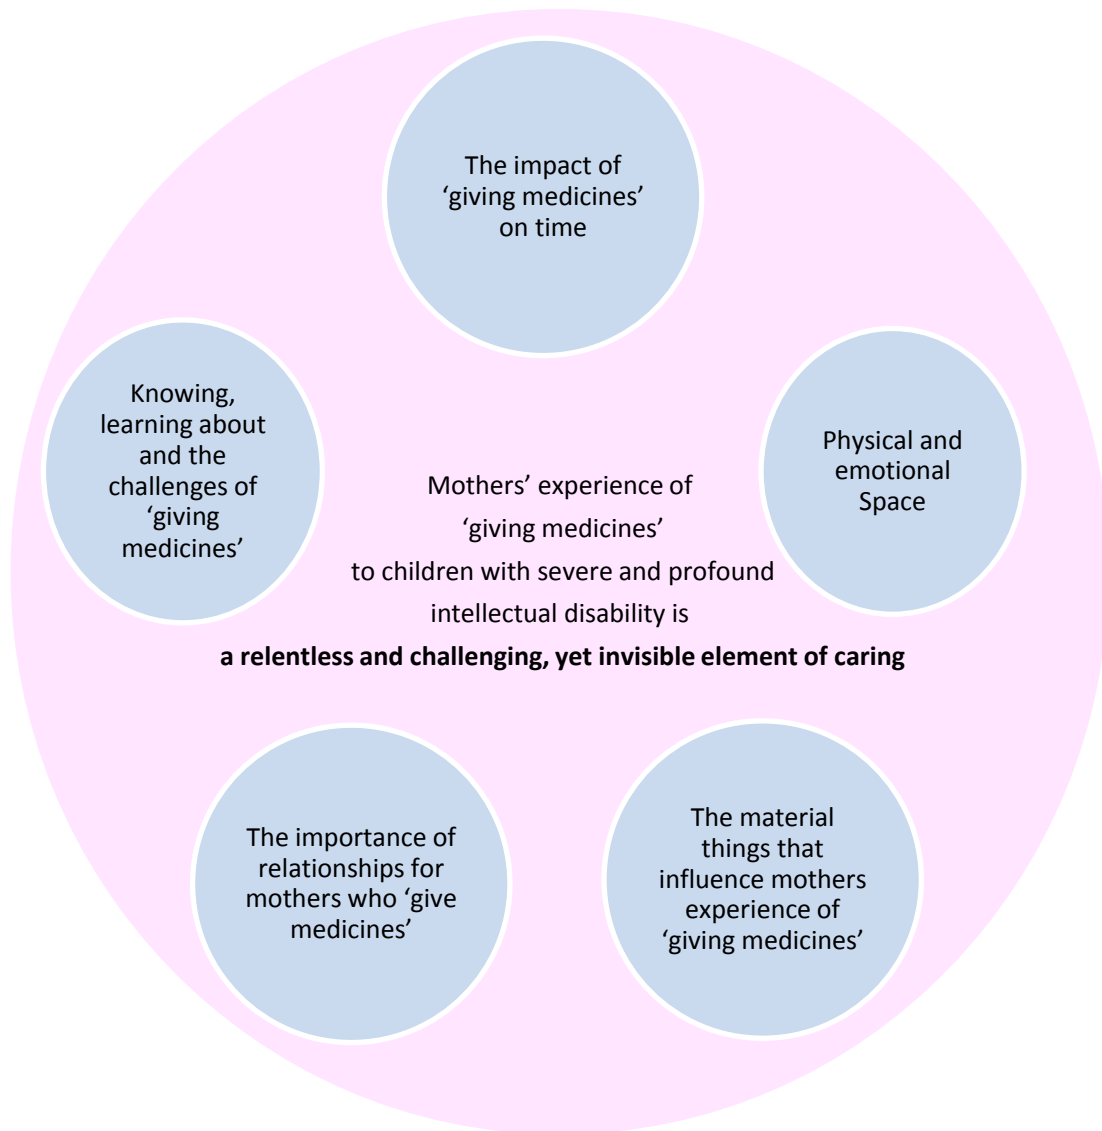 The impact of
‘giving medicines’
on time
Knowing,
learning about
and the
challenges of
‘giving
medicines’
Physical and
emotional
Space
Mothers’ experience of
‘giving medicines’
to children with severe and profound
intellectual disability is
a relentless and challenging, yet invisible element of caring
The importance of
relationships for
mothers who ‘give
medicines’
The material
things that
influence mothers
experience of
‘giving medicines’